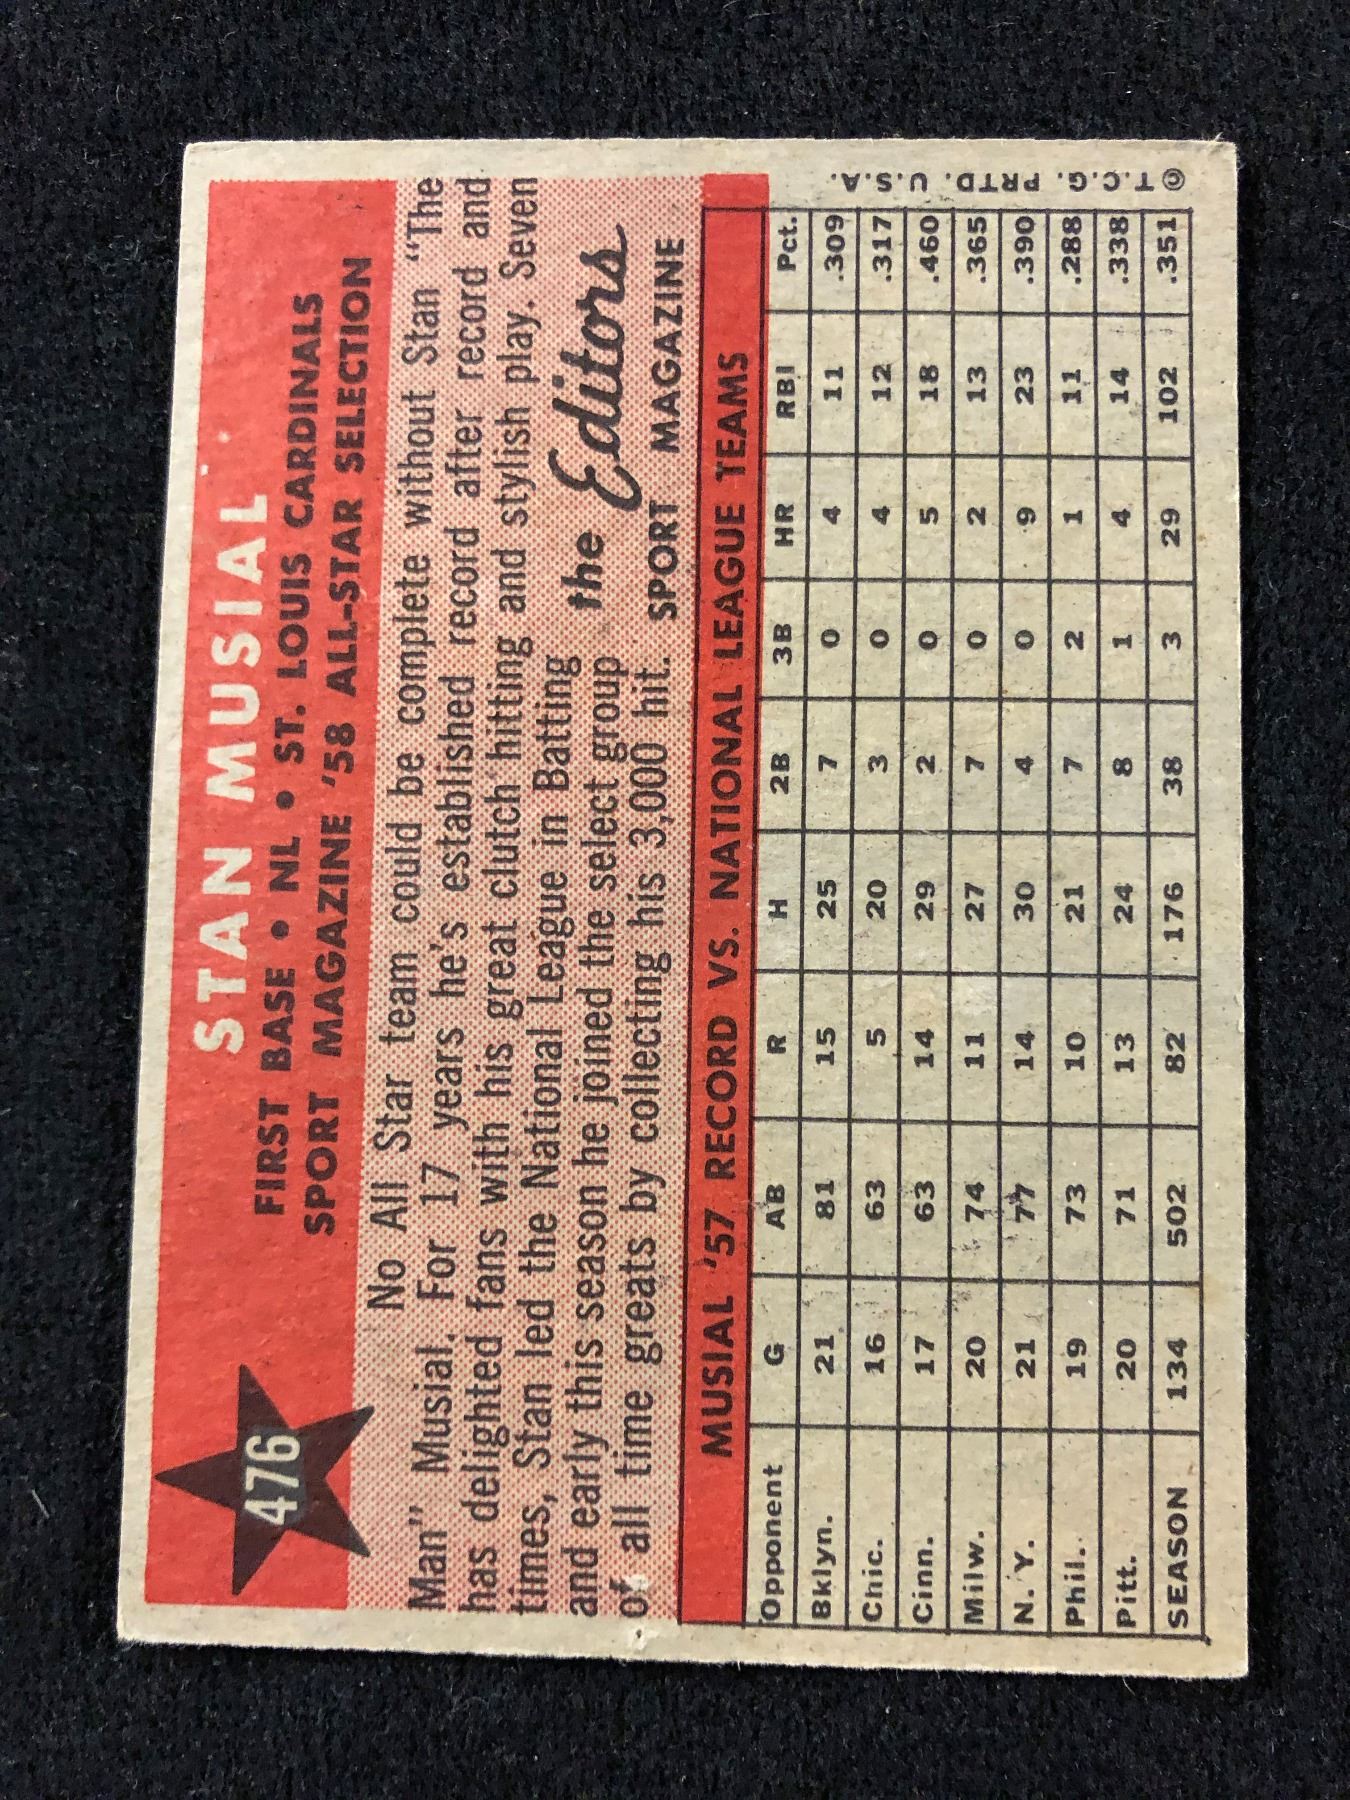 476
STAN MUSIAL
FIRST BASE • NL • ST. LOUIS CARDINALS
SPORT MAGAZINE '58 ALL-STAR SELECTION
No All Star team could be complete without Stan "The
Man" Musial. For 17 years he's established record after record and
has delighted fans with his great clutch hitting and stylish play. Seven
times, Stan led the National League in Batting
and early this season he joined the select group
of all time greats by collecting his 3,000 hit.
the Editors
SPORT MAGAZINE
MUSIAL '57 RECORD VS. NATIONAL LEAGUE TEAMS
Opponent G AB R H 2B 3B HR RBI Pct.
Bklyn. 21 81 15 25 7 0 4 11 .309
Chic. 16 63 5 20 3 0 4 12 .317
Cinn. 17 63 14 29 2 0 5 18 .460
Milw. 20 74 11 27 7 0 2 13 .365
N.Y. 21 77 14 30 4 0 9 23 .390
Phil. 19 73 10 21 7 2 1 11 .288
Pitt. 20 71 13 24 8 1 4 14 .338
SEASON 134 502 82 176 38 3 29 102 .351
© T.C.G. PRTD. U.S.A.